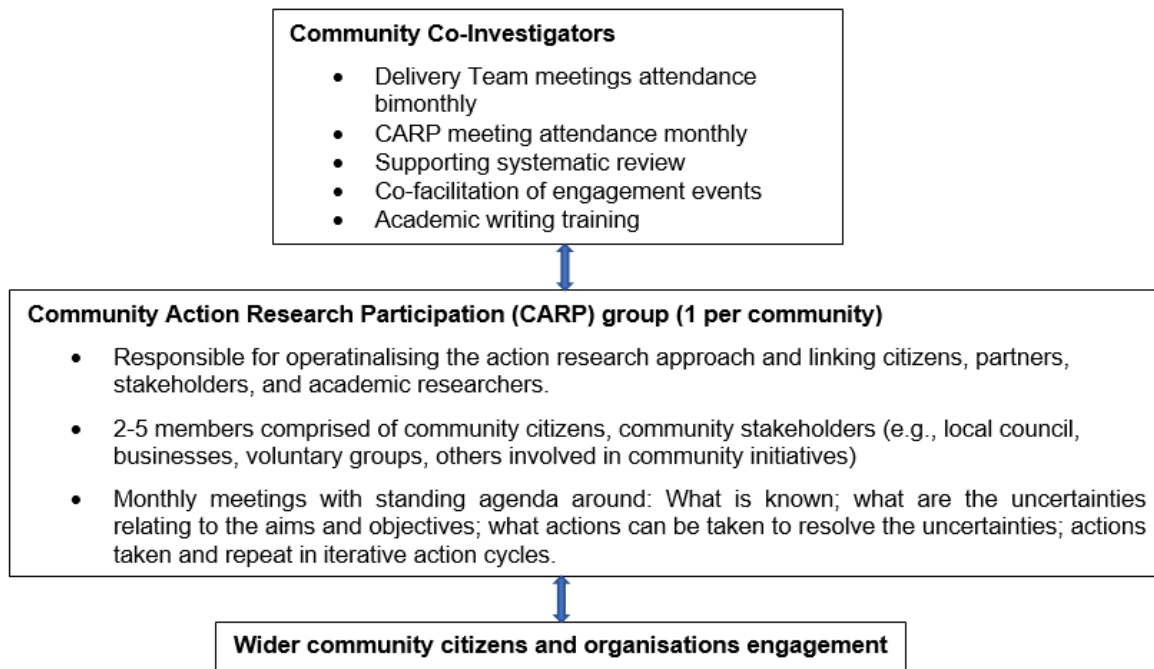 Community Co-Investigators
• Delivery Team meetings attendance
bimonthly
• CARP meeting attendance monthly
• Supporting systematic review
• Co-facilitation of engagement events
• Academic writing training
Community Action Research Participation (CARP) group (1 per community)
• Responsible for operatinalising the action research approach and linking citizens, partners,
stakeholders, and academic researchers.
• 2-5 members comprised of community citizens, community stakeholders (e.g., local council,
businesses, voluntary groups, others involved in community initiatives)
• Monthly meetings with standing agenda around: What is known; what are the uncertainties
relating to the aims and objectives; what actions can be taken to resolve the uncertainties; actions
taken and repeat in iterative action cycles.
Wider community citizens and organisations engagement